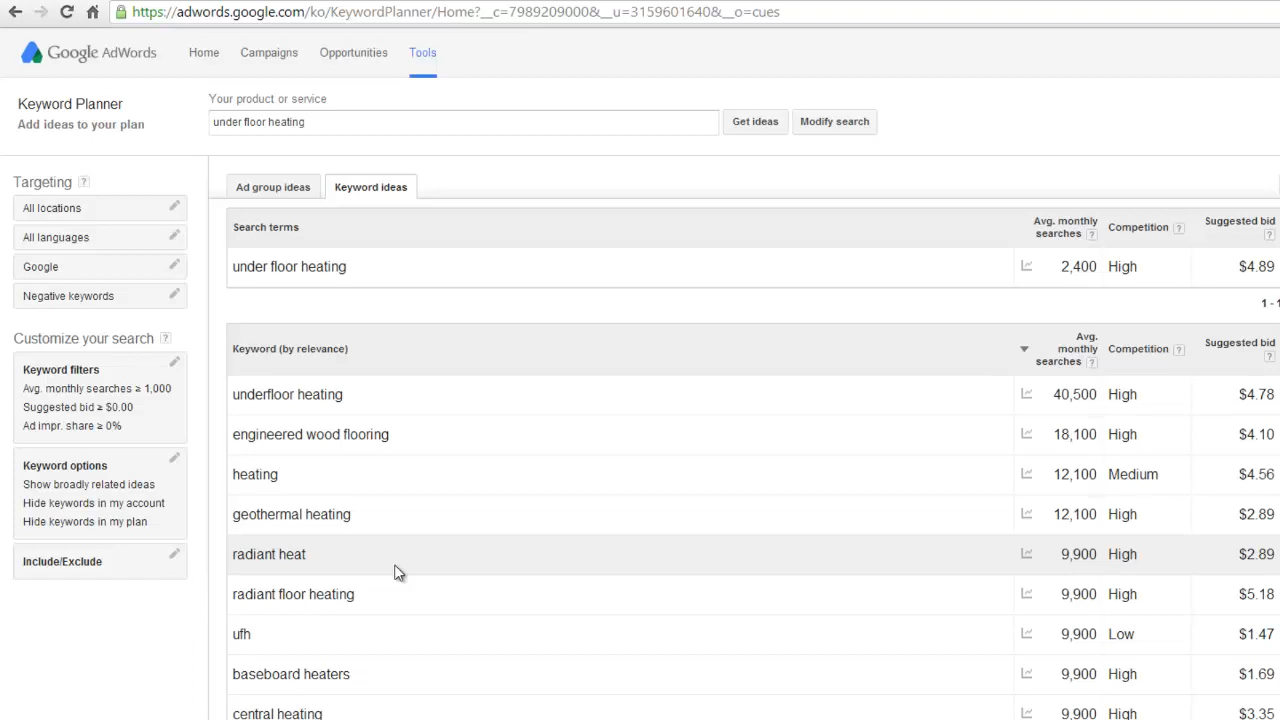 https://adwords.google.com/ko/KeywordPlanner/Home?__c=7989209000&__u=3159601640&__o=cues
Google AdWords Home Campaigns Opportunities Tools
Keyword Planner
Add ideas to your plan
Your product or service
under floor heating Get ideas Modify search
Targeting ?
All locations
All languages
Google
Negative keywords
Customize your search ?
Keyword filters
Avg. monthly searches ≥ 1,000
Suggested bid ≥ $0.00
Ad impr. share ≥ 0%
Keyword options
Show broadly related ideas
Hide keywords in my account
Hide keywords in my plan
Include/Exclude
Ad group ideas Keyword ideas
Search terms Avg. monthly searches ? Competition ? Suggested bid ?
under floor heating 2,400 High $4.89
1 - 1
Keyword (by relevance) Avg. monthly searches ? Competition ? Suggested bid ?
underfloor heating 40,500 High $4.78
engineered wood flooring 18,100 High $4.10
heating 12,100 Medium $4.56
geothermal heating 12,100 High $2.89
radiant heat 9,900 High $2.89
radiant floor heating 9,900 High $5.18
ufh 9,900 Low $1.47
baseboard heaters 9,900 High $1.69
central heating 9,900 High $3.35